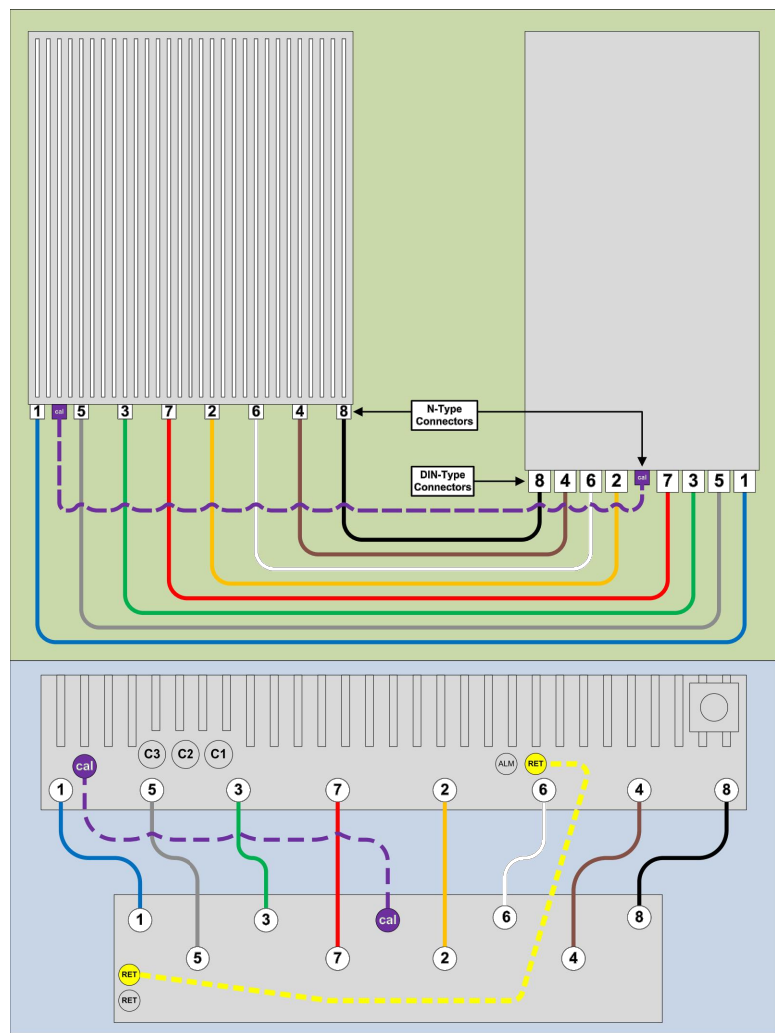 1 cal 5 3 7 2 6 4 8
N-Type
Connectors
DIN-Type
Connectors
8 4 6 2 cal 7 3 5 1
C3 C2 C1
cal
ALM RET
1 5 3 7 2 6 4 8
1 3 cal 6 8
5 7 2 4
RET
RET